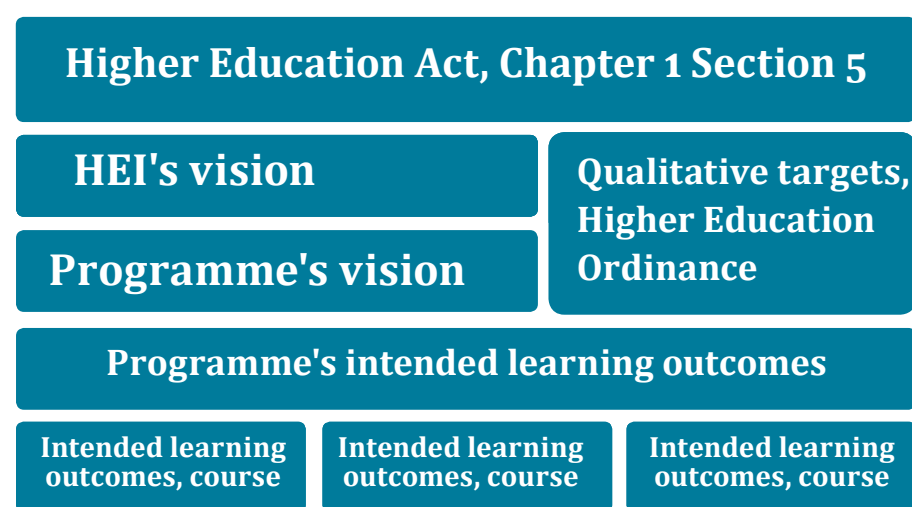 Higher Education Act, Chapter 1 Section 5
HEI's vision
Programme's vision
Qualitative targets,
Higher Education
Ordinance
Programme's intended learning outcomes
Intended learning
outcomes, course
Intended learning
outcomes, course
Intended learning
outcomes, course